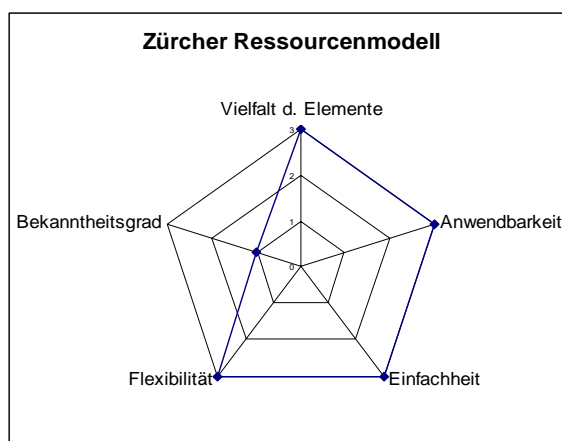 Zürcher Ressourcenmodell
Vielfalt d. Elemente
3
2
1
0
Bekanntheitsgrad
Anwendbarkeit
Flexibilität
Einfachheit